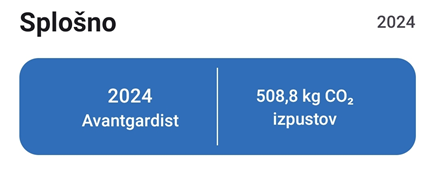 Splošno
2024
2024
Avantgardist
508,8 kg CO₂
izpustov